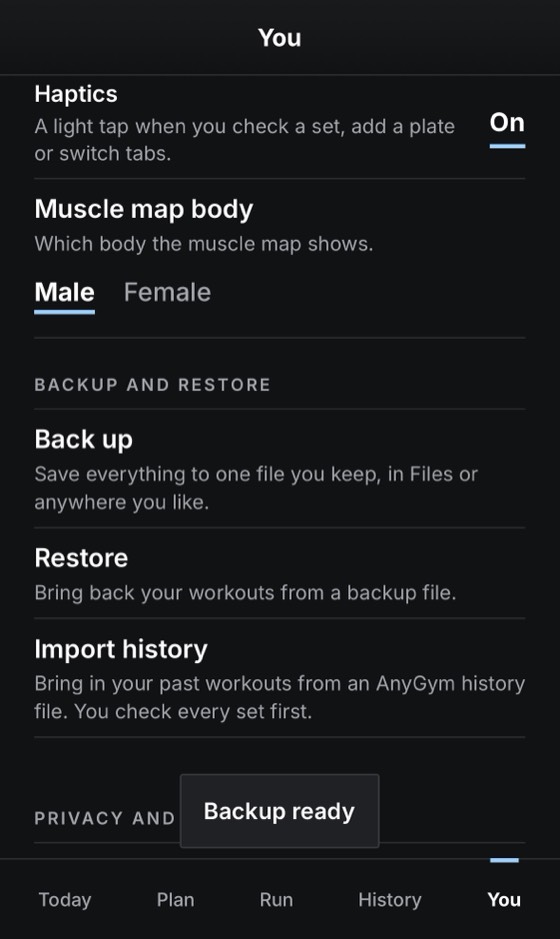 You
Haptics
A light tap when you check a set, add a plate
or switch tabs.
On
Muscle map body
Which body the muscle map shows.
Male Female
BACKUP AND RESTORE
Back up
Save everything to one file you keep, in Files or
anywhere you like.
Restore
Bring back your workouts from a backup file.
Import history
Bring in your past workouts from an AnyGym history
file. You check every set first.
PRIVACY AND
Backup ready
Today Plan Run History You